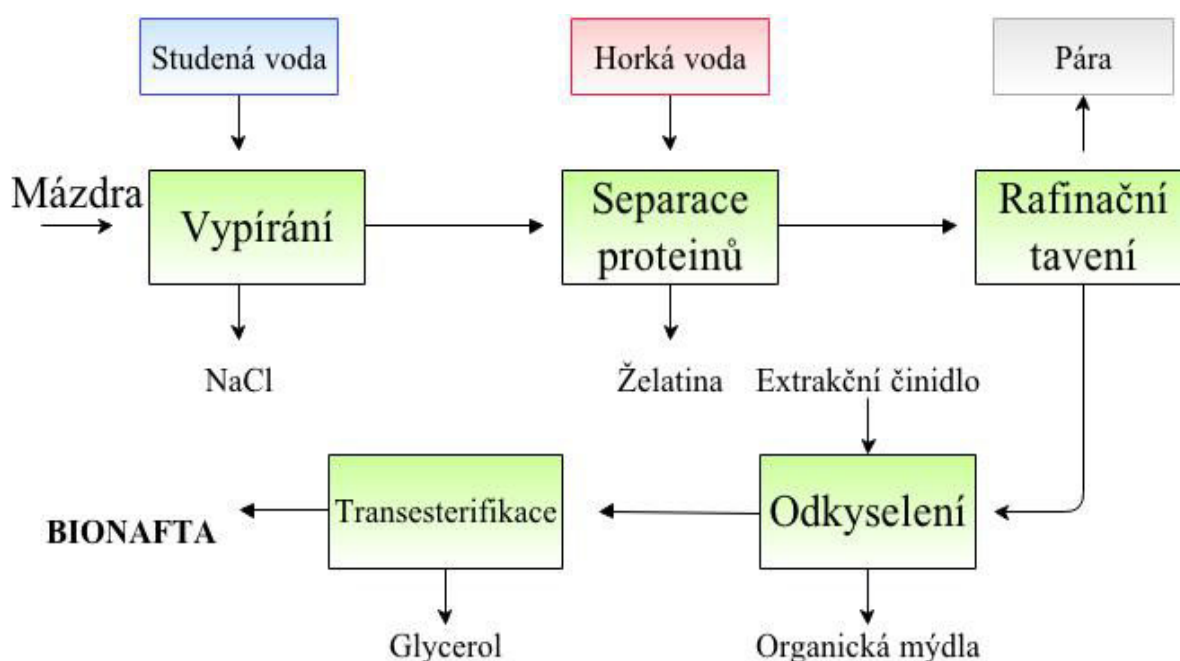 Studená voda
Horká voda
Pára
Mázdra
Vypírání
Separace
proteinů
Rafinační
tavení
NaCl
Želatina
Extrakční činidlo
Odkyselení
Transesterifikace
BIONAFTA
Glycerol
Organická mýdla